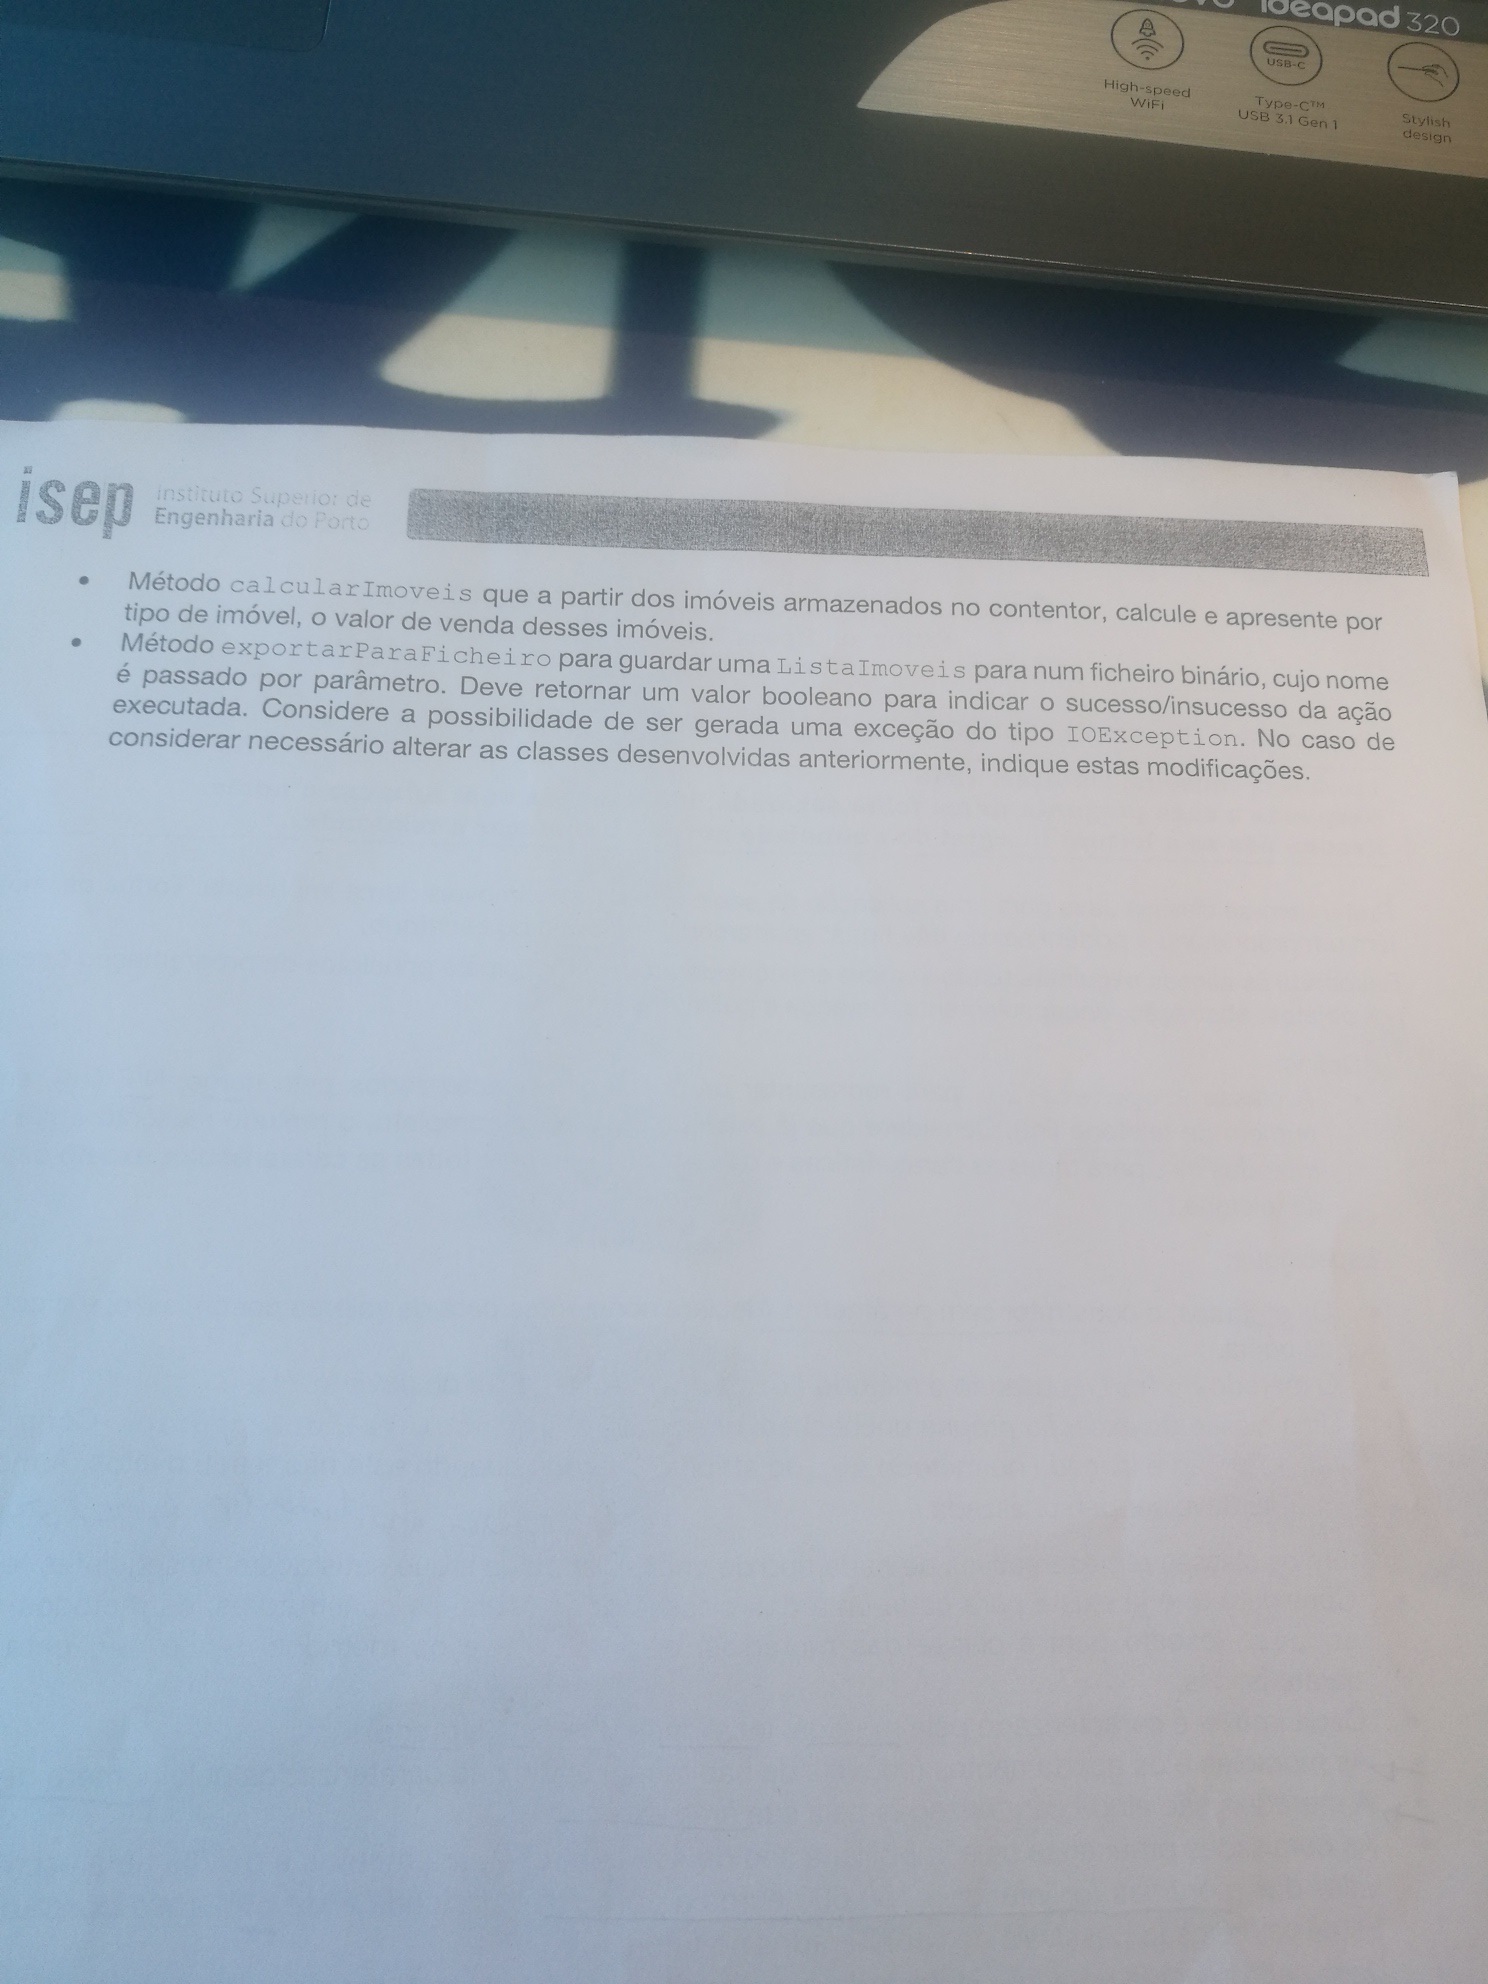 ideapad 320
USB-C
High-speed
WiFi
Type-C™
USB 3.1 Gen 1
Stylish
design
isep
Instituto Superior de
Engenharia do Porto
• Método calcularImoveis que a partir dos imóveis armazenados no contentor, calcule e apresente por
tipo de imóvel, o valor de venda desses imóveis.
• Método exportarParaFicheiro para guardar uma ListaImoveis para num ficheiro binário, cujo nome
é passado por parâmetro. Deve retornar um valor booleano para indicar o sucesso/insucesso da ação
executada. Considere a possibilidade de ser gerada uma exceção do tipo IOException. No caso de
considerar necessário alterar as classes desenvolvidas anteriormente, indique estas modificações.